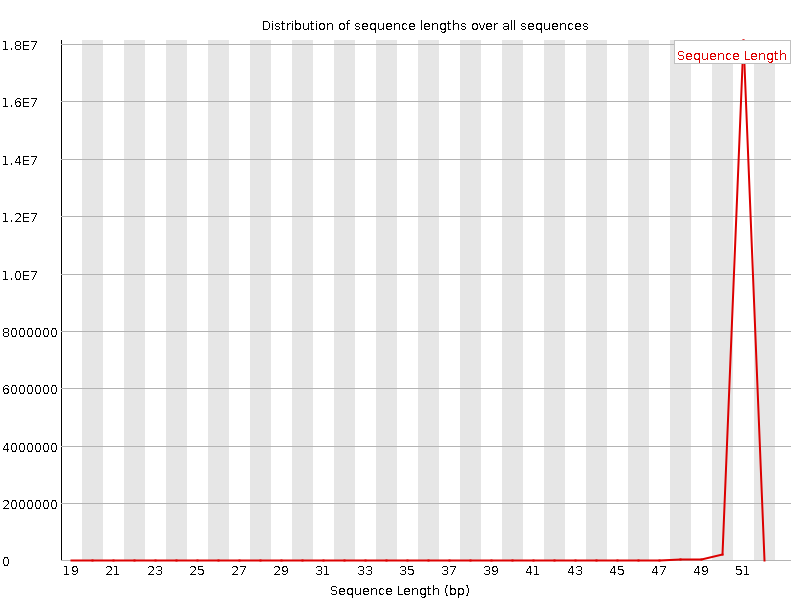 Distribution of sequence lengths over all sequences
1.8E7
Sequence Length
1.6E7
1.4E7
1.2E7
1.0E7
8000000
6000000
4000000
2000000
0
19 21 23 25 27 29 31 33 35 37 39 41 43 45 47 49 51
Sequence Length (bp)